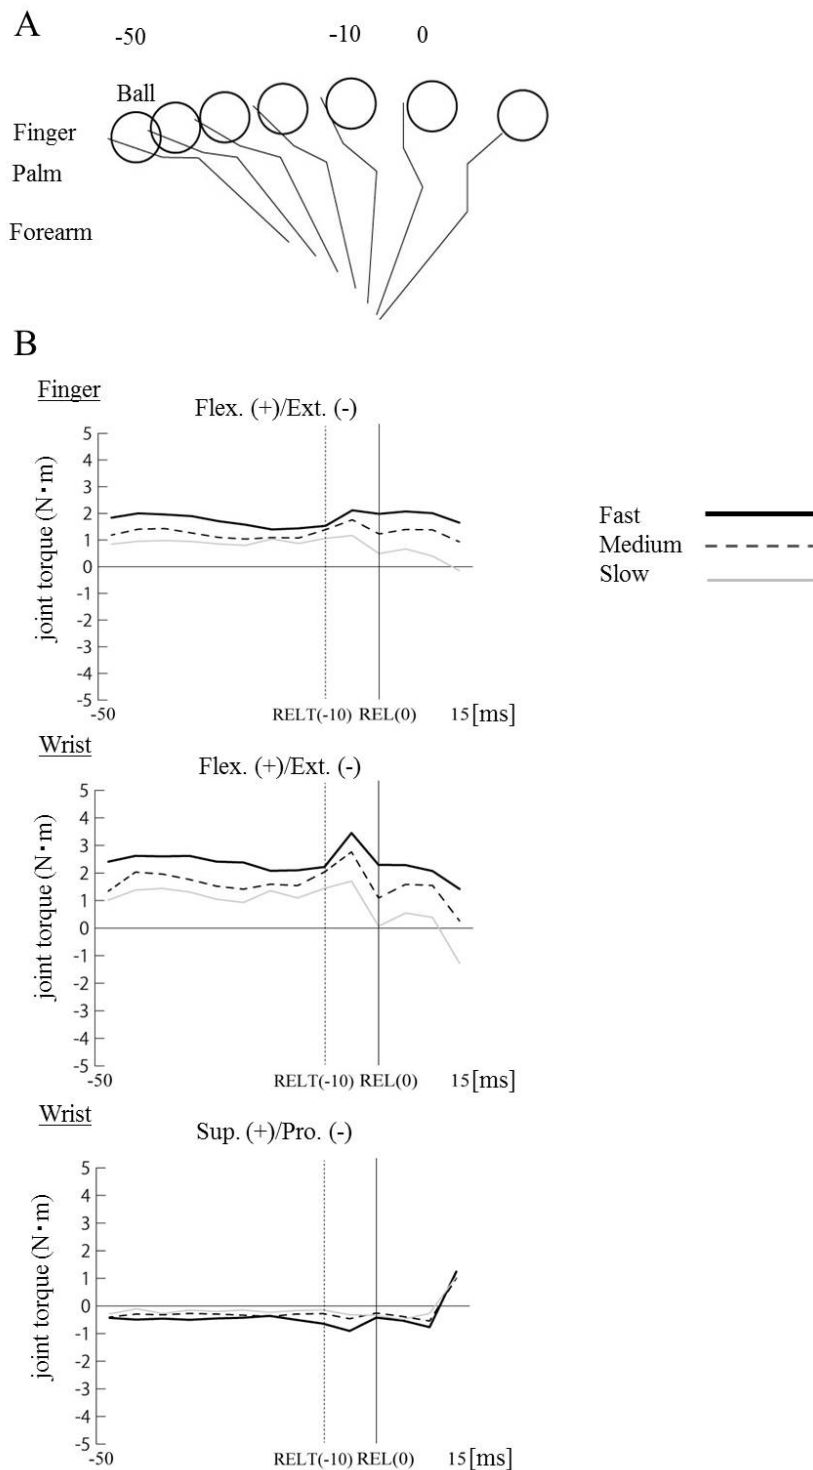 A
-50 -10 0
Ball
Finger
Palm
Forearm
B
Finger
Flex. (+)/Ext. (-)
5
4
3
2
1
0
-1
-2
-3
-4
-5
joint torque (N・m)
-50 RELT(-10) REL(0) 15 [ms]
Fast
Medium
Slow
Wrist
Flex. (+)/Ext. (-)
5
4
3
2
1
0
-1
-2
-3
-4
-5
joint torque (N・m)
-50 RELT(-10) REL(0) 15 [ms]
Wrist
Sup. (+)/Pro. (-)
5
4
3
2
1
0
-1
-2
-3
-4
-5
joint torque (N・m)
-50 RELT(-10) REL(0) 15 [ms]